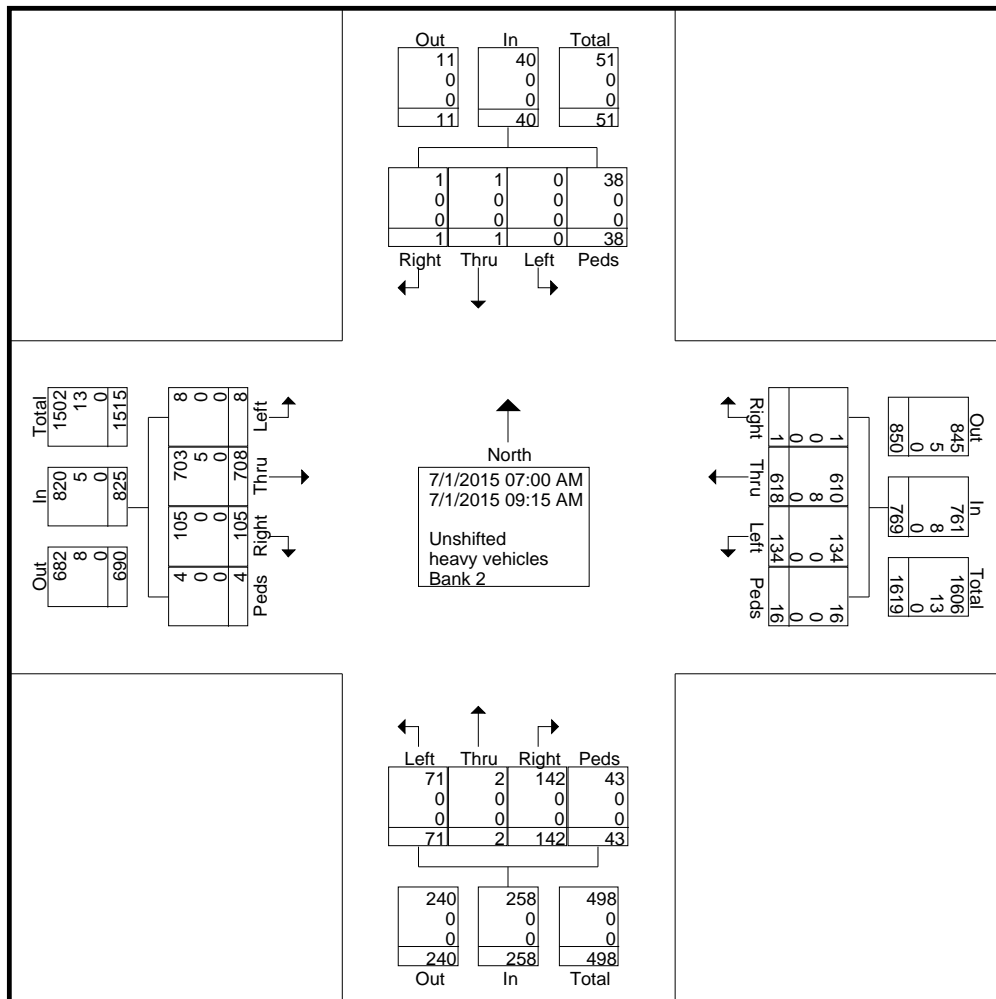 Out In Total
11 40 51
0 0 0
0 0 0
11 40 51
1 1 0 38
0 0 0 0
0 0 0 0
1 1 0 38
Right Thru Left Peds
Total
1502
13
0
1515
In
820
5
0
825
Out
682
8
0
690
8 0 0 8
Left
703 5 0 708
Thru
105 0 0 105
Right
4 0 0 4
Peds
North
7/1/2015 07:00 AM
7/1/2015 09:15 AM
Unshifted
heavy vehicles
Bank 2
Right
1 0 0 1
Thru
610 8 0 618
Left
134 0 0 134
Peds
16 0 0 16
Out
845
5
0
850
In
761
8
0
769
Total
1606
13
0
1619
Left Thru Right Peds
71 2 142 43
0 0 0 0
0 0 0 0
71 2 142 43
240 258 498
0 0 0
0 0 0
240 258 498
Out In Total